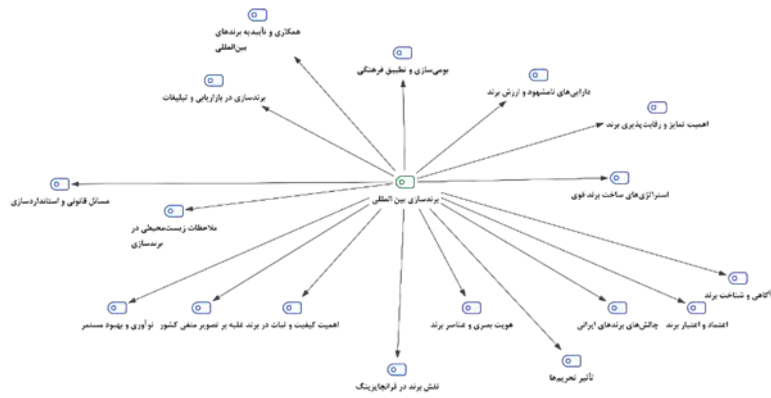 همکاری و تأییدیه برندهای
بین‌المللی
بومی‌سازی و تطبیق فرهنگی
دارایی‌های نامشهود و ارزش برند
برندسازی در بازاریابی و تبلیغات
اهمیت تمایز و رقابت‌پذیری برند
استراتژی‌های ساخت برند قوی
برندسازی بین المللی
مسائل قانونی و استانداردسازی
ملاحظات زیست‌محیطی در
برندسازی
آگاهی و شناخت برند
اعتماد و اعتبار برند
چالش‌های برندهای ایرانی
هویت بصری و عناصر برند
اهمیت کیفیت و ثبات در برند
غلبه بر تصویر منفی کشور
نوآوری و بهبود مستمر
تأثیر تحریم‌ها
نقش برند در فرانچایزینگ